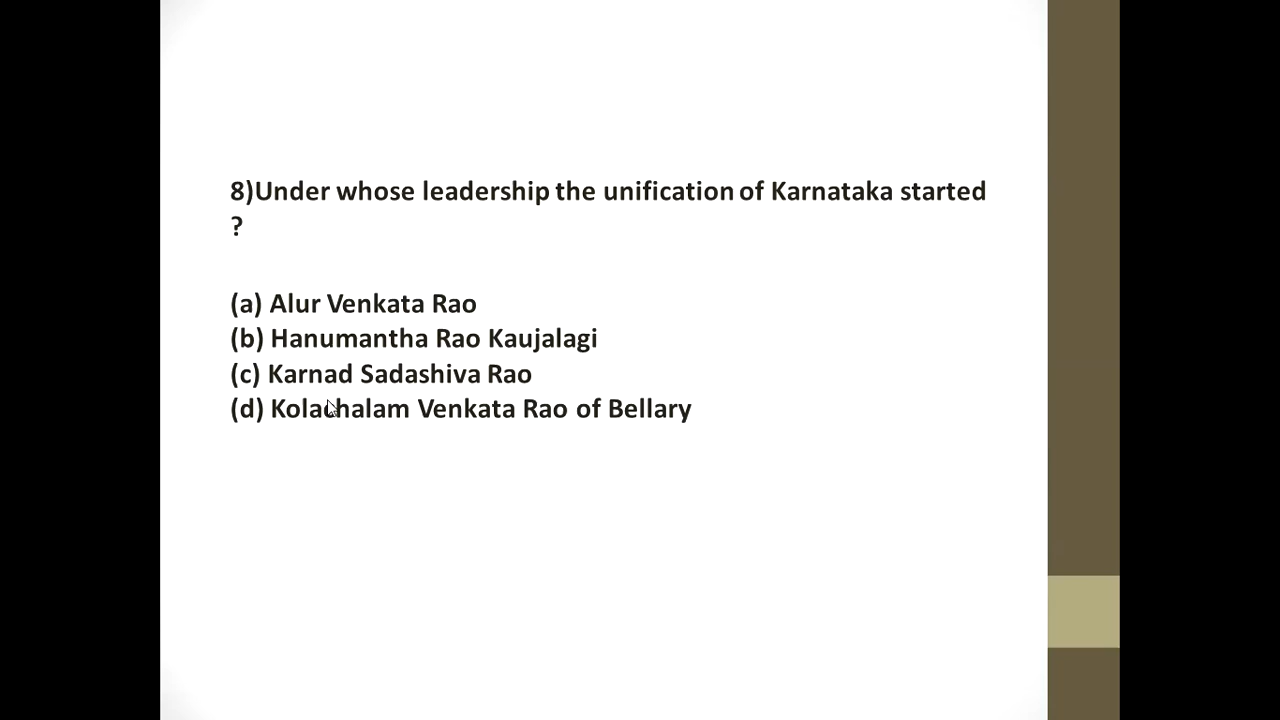 8)Under whose leadership the unification of Karnataka started
?
(a) Alur Venkata Rao
(b) Hanumantha Rao Kaujalagi
(c) Karnad Sadashiva Rao
(d) Kolachalam Venkata Rao of Bellary